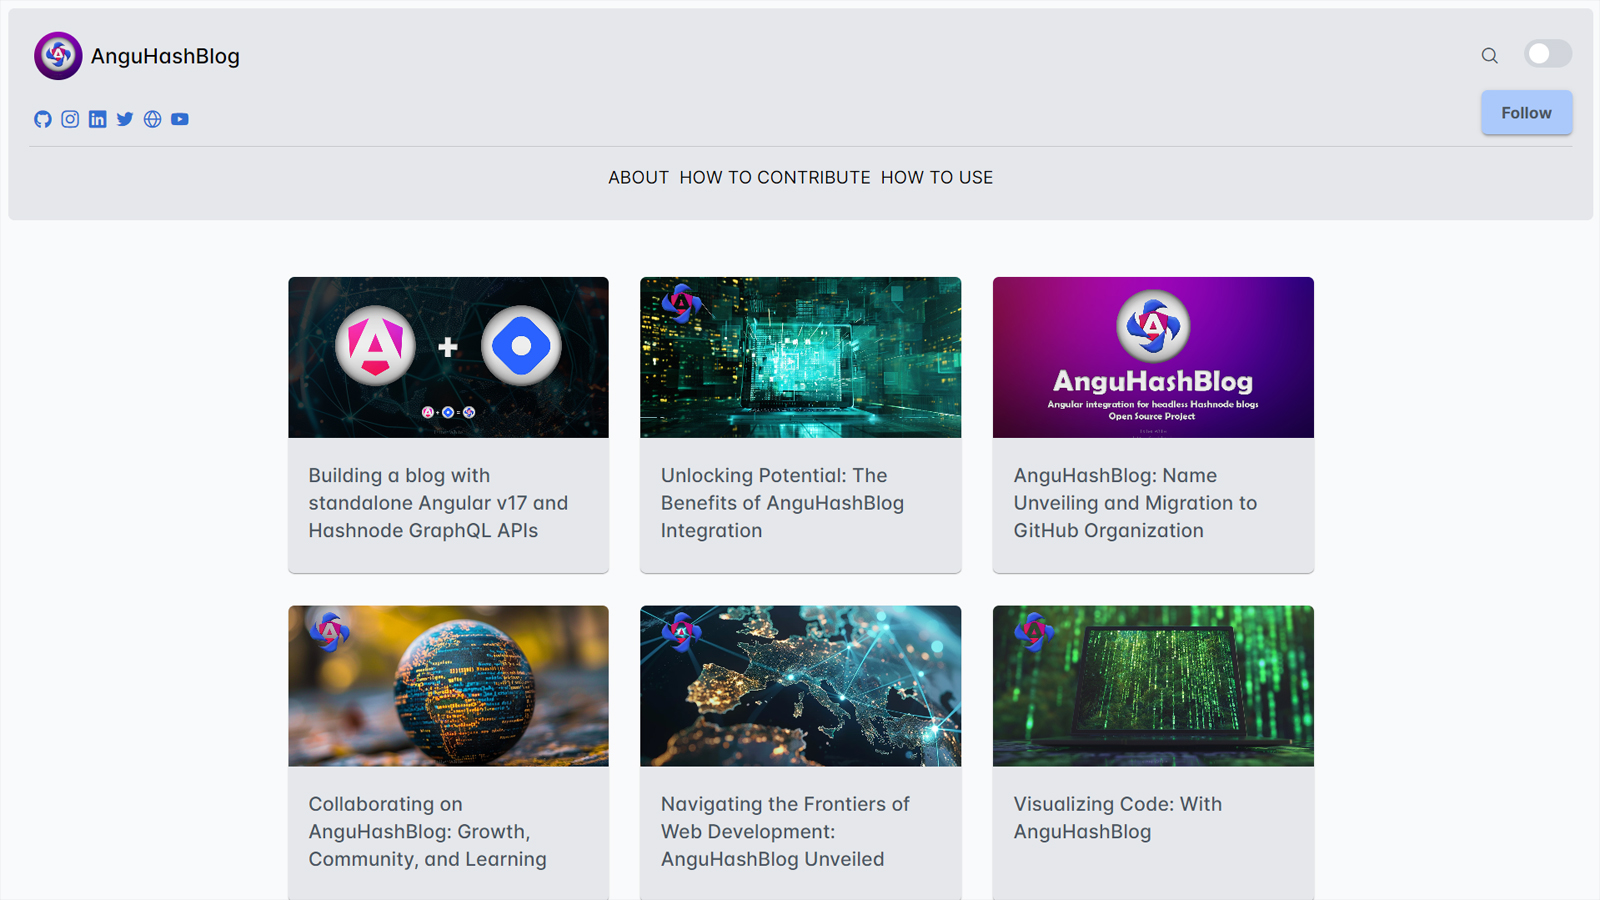 AnguHashBlog
Follow
ABOUT HOW TO CONTRIBUTE HOW TO USE
AnguHashBlog
Angular integration for headless Hashnode blogs
Open Source Project
Building a blog with
standalone Angular v17 and
Hashnode GraphQL APIs
Unlocking Potential: The
Benefits of AnguHashBlog
Integration
AnguHashBlog: Name
Unveiling and Migration to
GitHub Organization
Collaborating on
AnguHashBlog: Growth,
Community, and Learning
Navigating the Frontiers of
Web Development:
AnguHashBlog Unveiled
Visualizing Code: With
AnguHashBlog